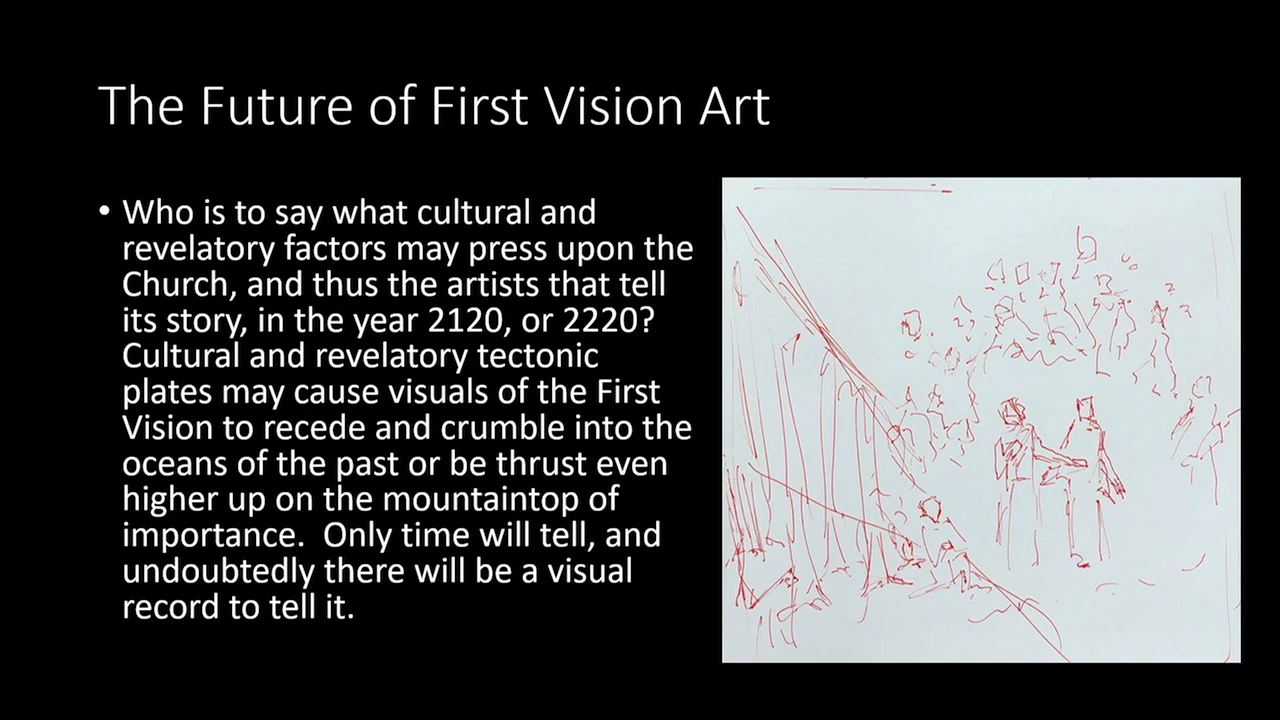 The Future of First Vision Art
• Who is to say what cultural and
revelatory factors may press upon the
Church, and thus the artists that tell
its story, in the year 2120, or 2220?
Cultural and revelatory tectonic
plates may cause visuals of the First
Vision to recede and crumble into the
oceans of the past or be thrust even
higher up on the mountaintop of
importance.  Only time will tell, and
undoubtedly there will be a visual
record to tell it.